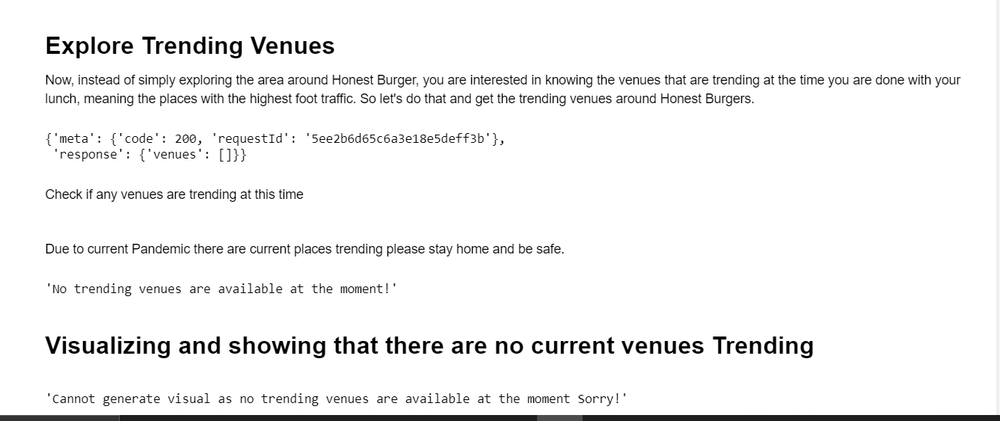 Explore Trending Venues
Now, instead of simply exploring the area around Honest Burger, you are interested in knowing the venues that are trending at the time you are done with your
lunch, meaning the places with the highest foot traffic. So let's do that and get the trending venues around Honest Burgers.
{'meta': {'code': 200, 'requestId': '5ee2b6d65c6a3e18e5deff3b'},
 'response': {'venues': []}}
Check if any venues are trending at this time
Due to current Pandemic there are current places trending please stay home and be safe.
'No trending venues are available at the moment!'
Visualizing and showing that there are no current venues Trending
'Cannot generate visual as no trending venues are available at the moment Sorry!'